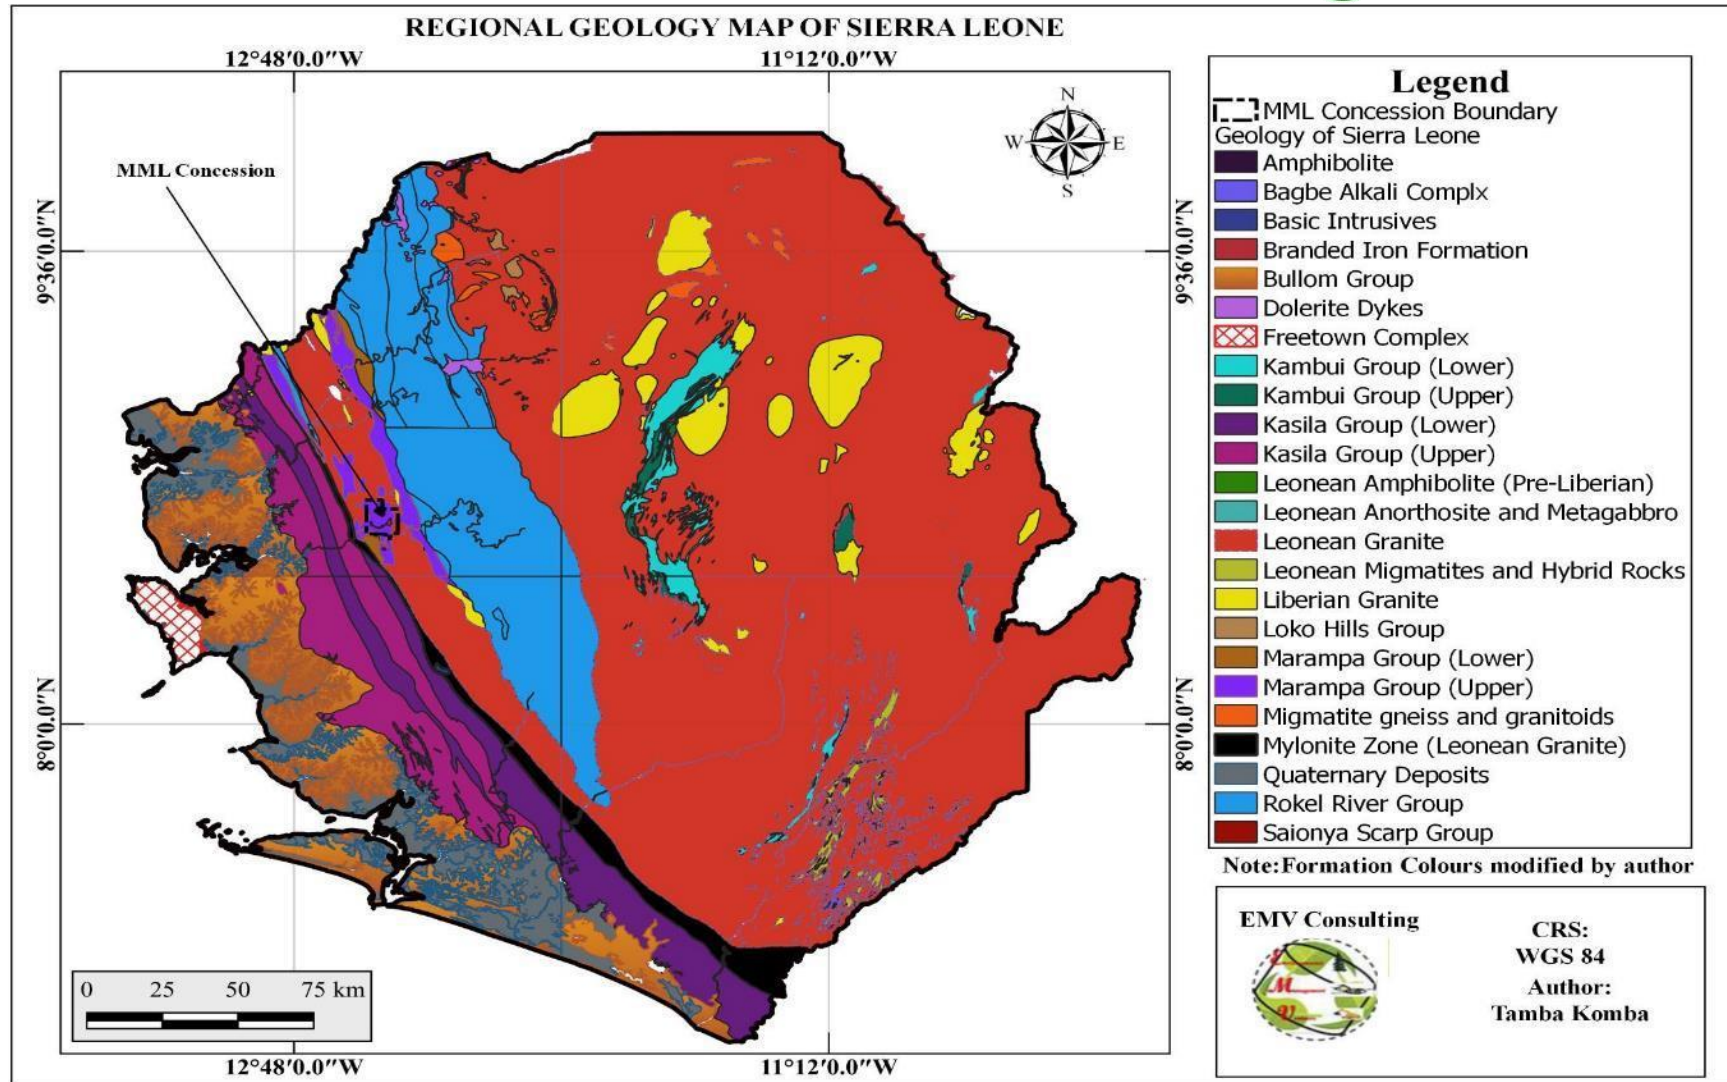 REGIONAL GEOLOGY MAP OF SIERRA LEONE
12°48'0.0"W
11°12'0.0"W
N
W
E
S
MML Concession
9°36'0.0"N
9°36'0.0"N
8°0'0.0"N
8°0'0.0"N
0 25 50 75 km
12°48'0.0"W
11°12'0.0"W
Legend
MML Concession Boundary
Geology of Sierra Leone
Amphibolite
Bagbe Alkali Complx
Basic Intrusives
Branded Iron Formation
Bullom Group
Dolerite Dykes
Freetown Complex
Kambui Group (Lower)
Kambui Group (Upper)
Kasila Group (Lower)
Kasila Group (Upper)
Leonean Amphibolite (Pre-Liberian)
Leonean Anorthosite and Metagabbro
Leonean Granite
Leonean Migmatites and Hybrid Rocks
Liberian Granite
Loko Hills Group
Marampa Group (Lower)
Marampa Group (Upper)
Migmatite gneiss and granitoids
Mylonite Zone (Leonean Granite)
Quaternary Deposits
Rokel River Group
Saionya Scarp Group
Note:Formation Colours modified by author
EMV Consulting
CRS:
WGS 84
Author:
Tamba Komba